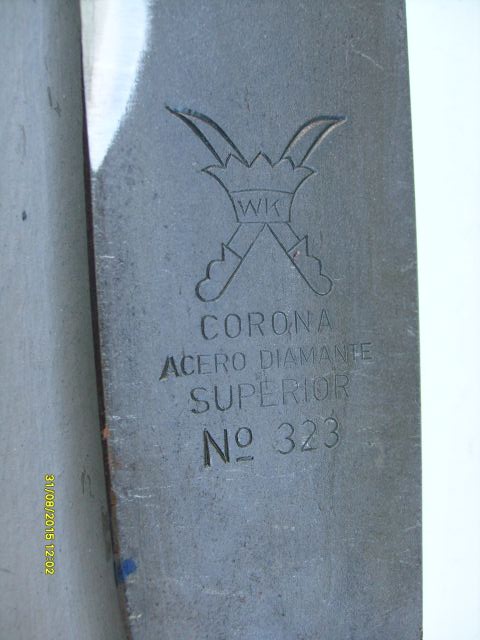 WK
CORONA
ACERO DIAMANTE
SUPERIOR
Nº 323
31/08/2015 12:02